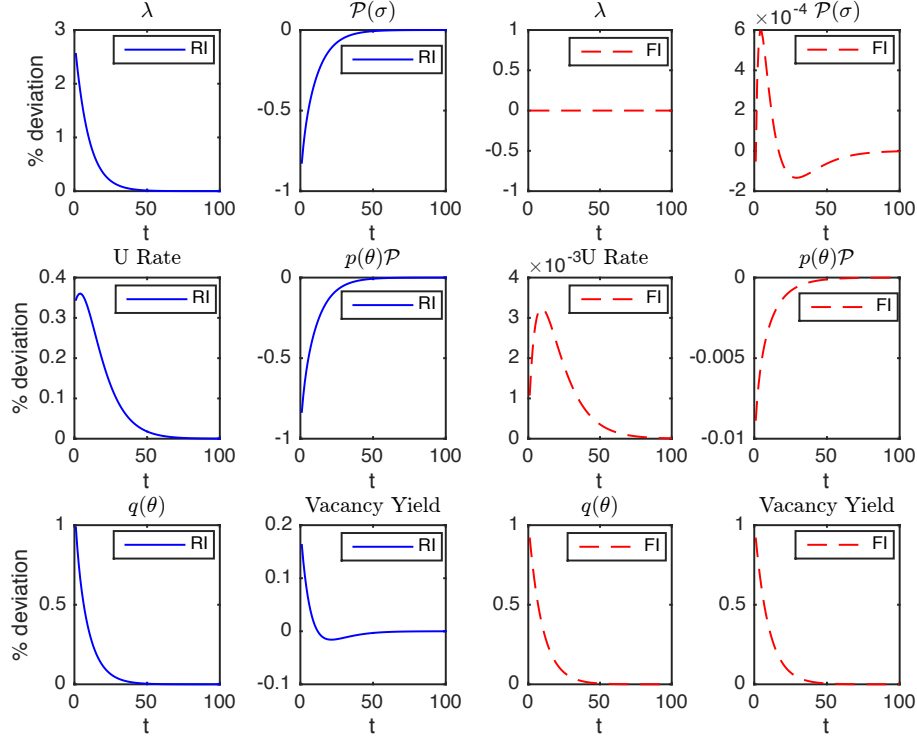 λ
3
2
1
0
% deviation
0 50 100
t
RI
P(σ)
0
-0.5
-1
0 50 100
t
RI
λ
1
0.5
0
-0.5
-1
0 50 100
t
FI
×10⁻⁴ P(σ)
6
4
2
0
-2
0 50 100
t
FI
U Rate
0.4
0.3
0.2
0.1
0
% deviation
0 50 100
t
RI
p(θ)P
0
-0.5
-1
0 50 100
t
RI
×10⁻³U Rate
4
3
2
1
0
0 50 100
t
FI
p(θ)P
0
-0.005
-0.01
0 50 100
t
FI
q(θ)
1
0.5
0
% deviation
0 50 100
t
RI
Vacancy Yield
0.2
0.1
0
-0.1
0 50 100
t
RI
q(θ)
1
0.5
0
0 50 100
t
FI
Vacancy Yield
1
0.5
0
0 50 100
t
FI